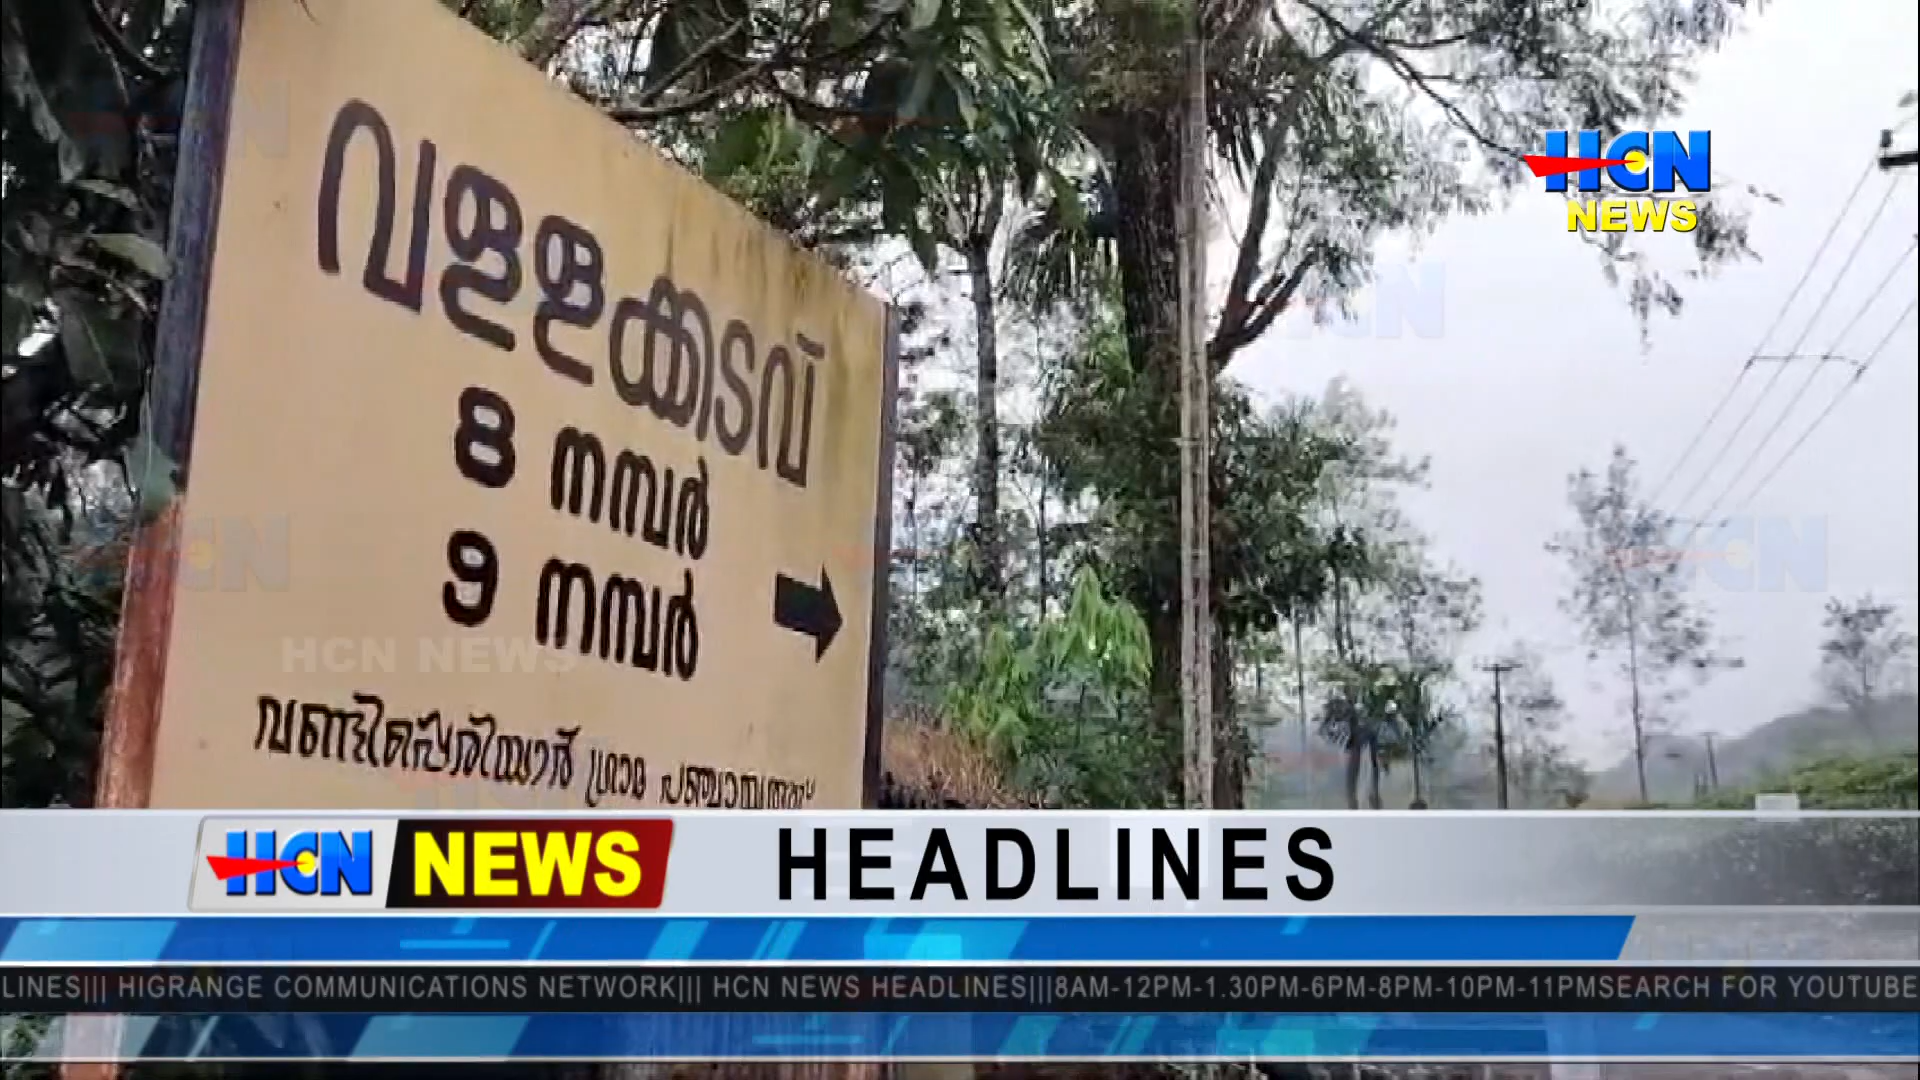 വള്ളക്കടവ്
8 നമ്പർ
9 നമ്പർ
വണ്ടിപ്പെരിയാർ ഗ്രാമ പഞ്ചായത്ത്
HCN
NEWS
HCN NEWS
HCN NEWS HEADLINES
LINES||| HIGRANGE COMMUNICATIONS NETWORK||| HCN NEWS HEADLINES|||8AM-12PM-1.30PM-6PM-8PM-10PM-11PMSEARCH FOR YOUTUBE